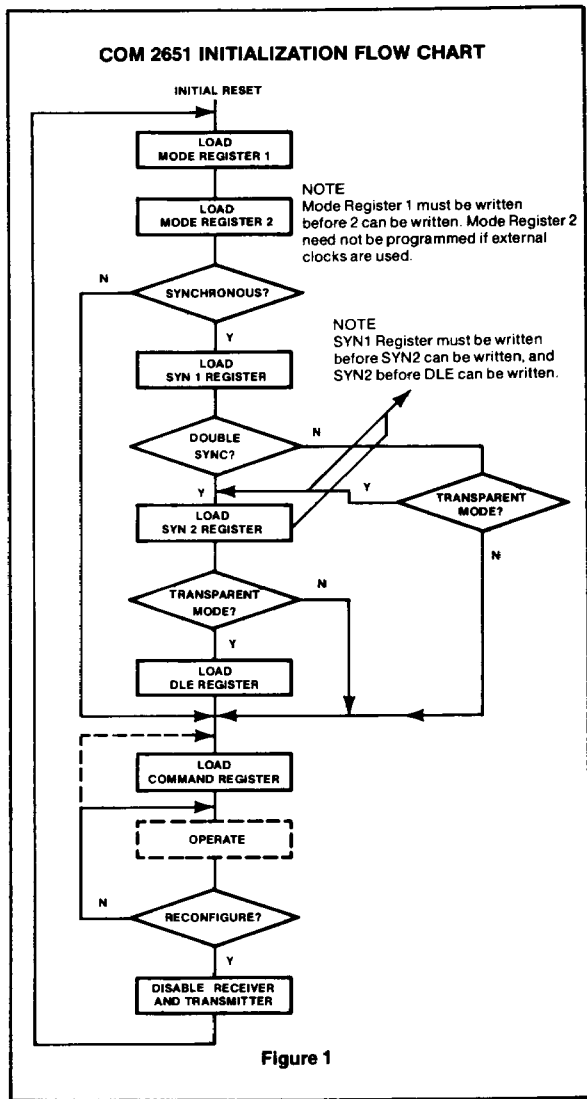 COM 2651 INITIALIZATION FLOW CHART
INITIAL RESET
LOAD
MODE REGISTER 1
LOAD
MODE REGISTER 2
NOTE
Mode Register 1 must be written
before 2 can be written. Mode Register 2
need not be programmed if external
clocks are used.
N
SYNCHRONOUS?
Y
NOTE
SYN1 Register must be written
before SYN2 can be written, and
SYN2 before DLE can be written.
LOAD
SYN 1 REGISTER
DOUBLE
SYNC?
N
Y
Y
TRANSPARENT
MODE?
LOAD
SYN 2 REGISTER
N
TRANSPARENT
MODE?
N
Y
LOAD
DLE REGISTER
LOAD
COMMAND REGISTER
OPERATE
N
RECONFIGURE?
Y
DISABLE RECEIVER
AND TRANSMITTER
Figure 1